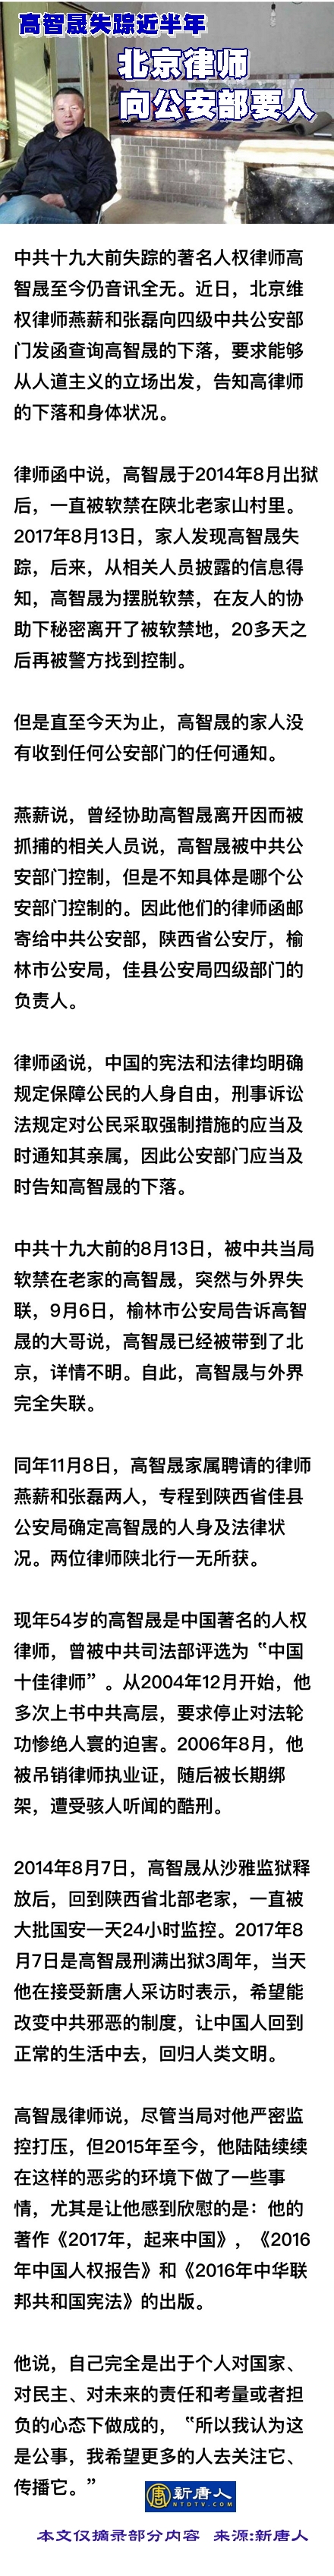 高智晟失踪近半年
北京律师
向公安部要人
中共十九大前失踪的著名人权律师高
智晟至今仍音讯全无。近日，北京维
权律师燕薪和张磊向四级中共公安部
门发函查询高智晟的下落，要求能够
从人道主义的立场出发，告知高律师
的下落和身体状况。
律师函中说，高智晟于2014年8月出狱
后，一直被软禁在陕北老家山村里。
2017年8月13日，家人发现高智晟失
踪，后来，从相关人员披露的信息得
知，高智晟为摆脱软禁，在友人的协
助下秘密离开了被软禁地，20多天之
后再被警方找到控制。
但是直至今天为止，高智晟的家人没
有收到任何公安部门的任何通知。
燕薪说，曾经协助高智晟离开因而被
抓捕的相关人员说，高智晟被中共公
安部门控制，但是不知具体是哪个公
安部门控制的。因此他们的律师函邮
寄给中共公安部，陕西省公安厅，榆
林市公安局，佳县公安局四级部门的
负责人。
律师函说，中国的宪法和法律均明确
规定保障公民的人身自由，刑事诉讼
法规定对公民采取强制措施的应当及
时通知其亲属，因此公安部门应当及
时告知高智晟的下落。
中共十九大前的8月13日，被中共当局
软禁在老家的高智晟，突然与外界失
联，9月6日，榆林市公安局告诉高智
晟的大哥说，高智晟已经被带到了北
京，详情不明。自此，高智晟与外界
完全失联。
同年11月8日，高智晟家属聘请的律师
燕薪和张磊两人，专程到陕西省佳县
公安局确定高智晟的人身及法律状
况。两位律师陕北行一无所获。
现年54岁的高智晟是中国著名的人权
律师，曾被中共司法部评选为“中国
十佳律师”。从2004年12月开始，他
多次上书中共高层，要求停止对法轮
功惨绝人寰的迫害。2006年8月，他
被吊销律师执业证，随后被长期绑
架，遭受骇人听闻的酷刑。
2014年8月7日，高智晟从沙雅监狱释
放后，回到陕西省北部老家，一直被
大批国安一天24小时监控。2017年8
月7日是高智晟刑满出狱3周年，当天
他在接受新唐人采访时表示，希望能
改变中共邪恶的制度，让中国人回到
正常的生活中去，回归人类文明。
高智晟律师说，尽管当局对他严密监
控打压，但2015年至今，他陆陆续续
在这样的恶劣的环境下做了一些事
情，尤其是让他感到欣慰的是：他的
著作《2017年，起来中国》，《2016
年中国人权报告》和《2016年中华联
邦共和国宪法》的出版。
他说，自己完全是出于个人对国家、
对民主、对未来的责任和考量或者担
负的心态下做成的，“所以我认为这
是公事，我希望更多的人去关注它、
传播它。”
唐 新唐人
NTDTV.COM
本文仅摘录部分内容 来源:新唐人